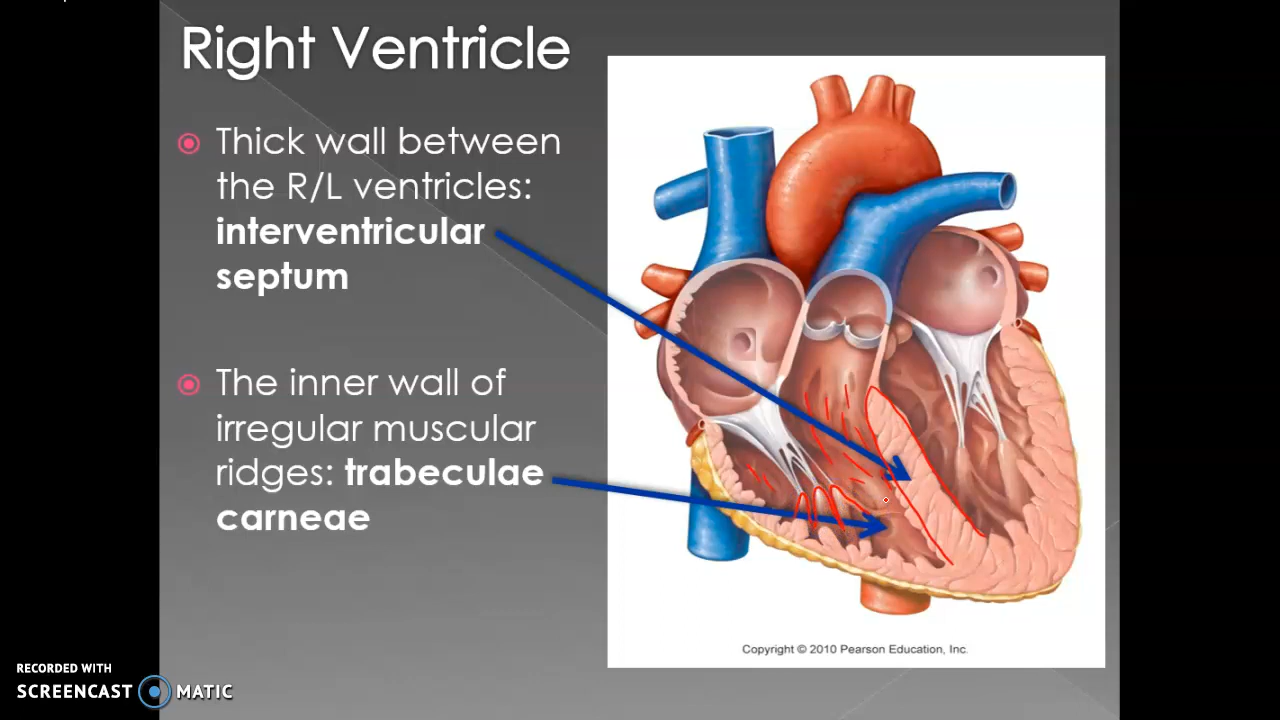 Right Ventricle
Thick wall between
the R/L ventricles:
interventricular
septum
The inner wall of
irregular muscular
ridges: trabeculae
carneae
Copyright © 2010 Pearson Education, Inc.
RECORDED WITH
SCREENCAST MATIC